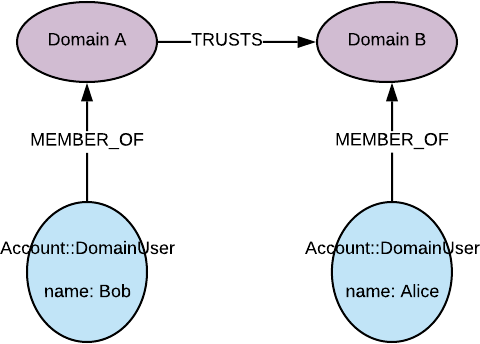 Domain A
TRUSTS
Domain B
MEMBER_OF
MEMBER_OF
Account::DomainUser
name: Bob
Account::DomainUser
name: Alice